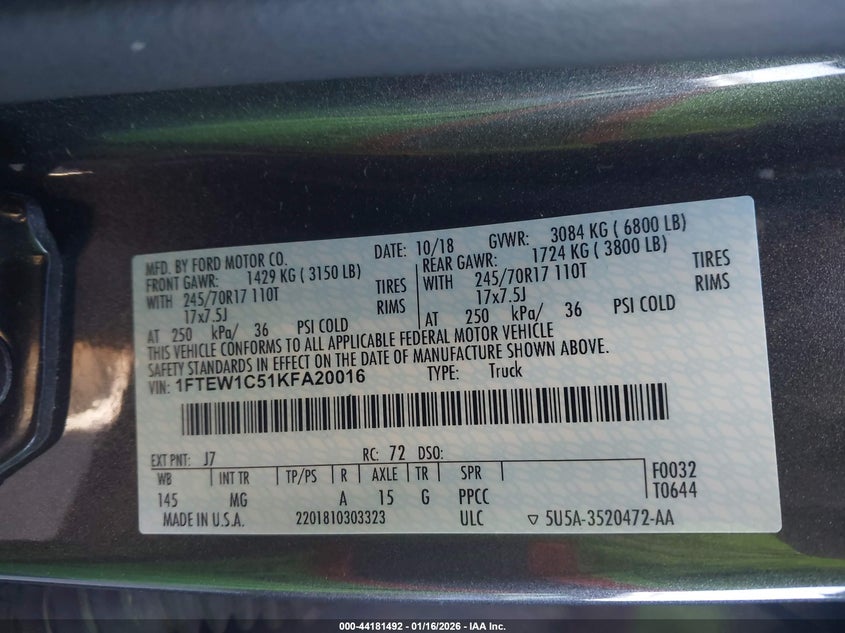 MFD. BY FORD MOTOR CO. DATE: 10/18 GVWR: 3084 KG ( 6800 LB)
FRONT GAWR: 1429 KG ( 3150 LB) REAR GAWR: 1724 KG ( 3800 LB)
WITH 245/70R17 110T TIRES 245/70R17 110T TIRES
17x7.5J RIMS WITH 17x7.5J RIMS
AT 250 kPa/ 36 PSI COLD AT 250 kPa/ 36 PSI COLD
THIS VEHICLE CONFORMS TO ALL APPLICABLE FEDERAL MOTOR VEHICLE
SAFETY STANDARDS IN EFFECT ON THE DATE OF MANUFACTURE SHOWN ABOVE.
VIN: 1FTEW1C51KFA20016 TYPE: Truck
EXT PNT: J7 RC: 72 DSO:
WB INT TR TP/PS R AXLE TR SPR F0032
145 MG A 15 G PPCC T0644
MADE IN U.S.A. 2201810303323 ULC ▽ 5U5A-3520472-AA
000-44181492 - 01/16/2026 - IAA Inc.